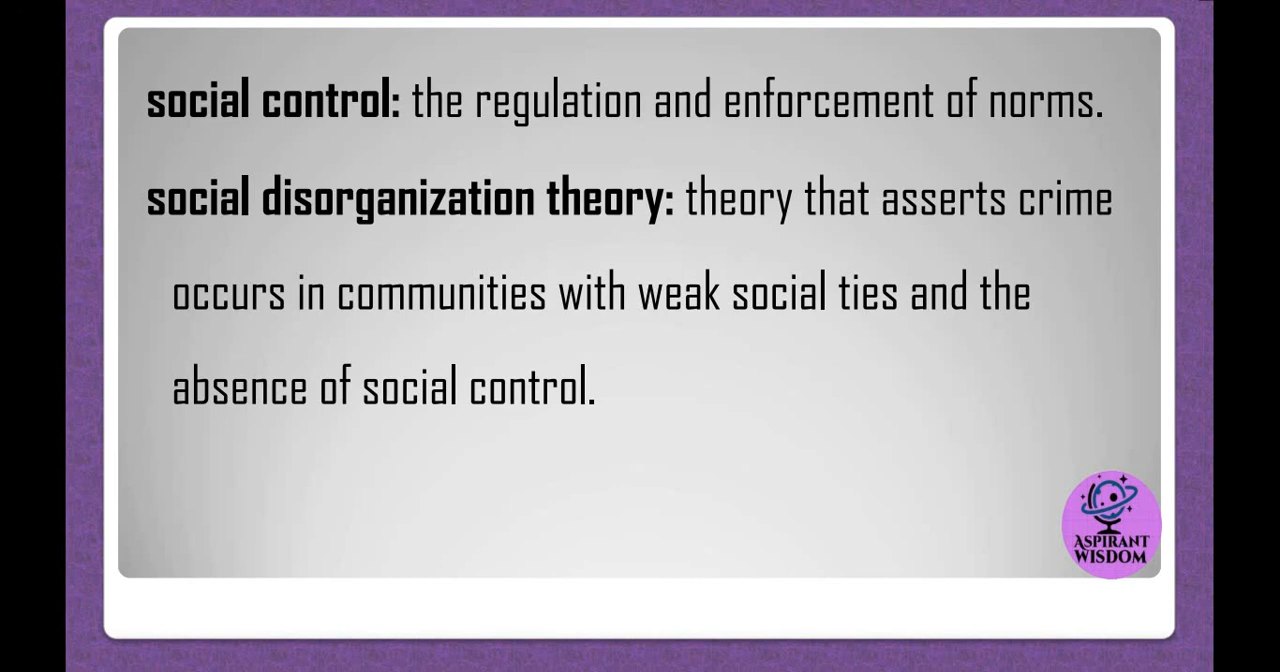 social control: the regulation and enforcement of norms.
social disorganization theory: theory that asserts crime
occurs in communities with weak social ties and the
absence of social control.
ASPIRANT
WISDOM